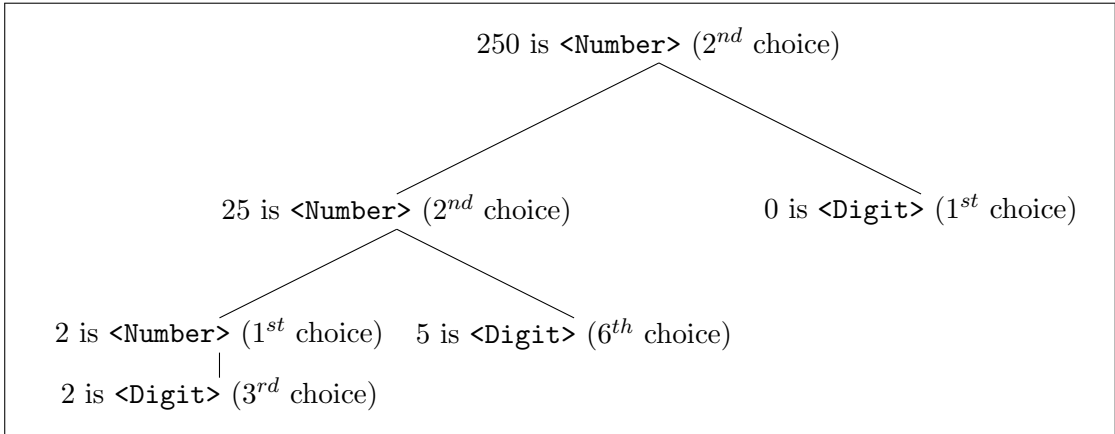 250 is <Number> (2nd choice)
25 is <Number> (2nd choice)
0 is <Digit> (1st choice)
2 is <Number> (1st choice)
5 is <Digit> (6th choice)
2 is <Digit> (3rd choice)